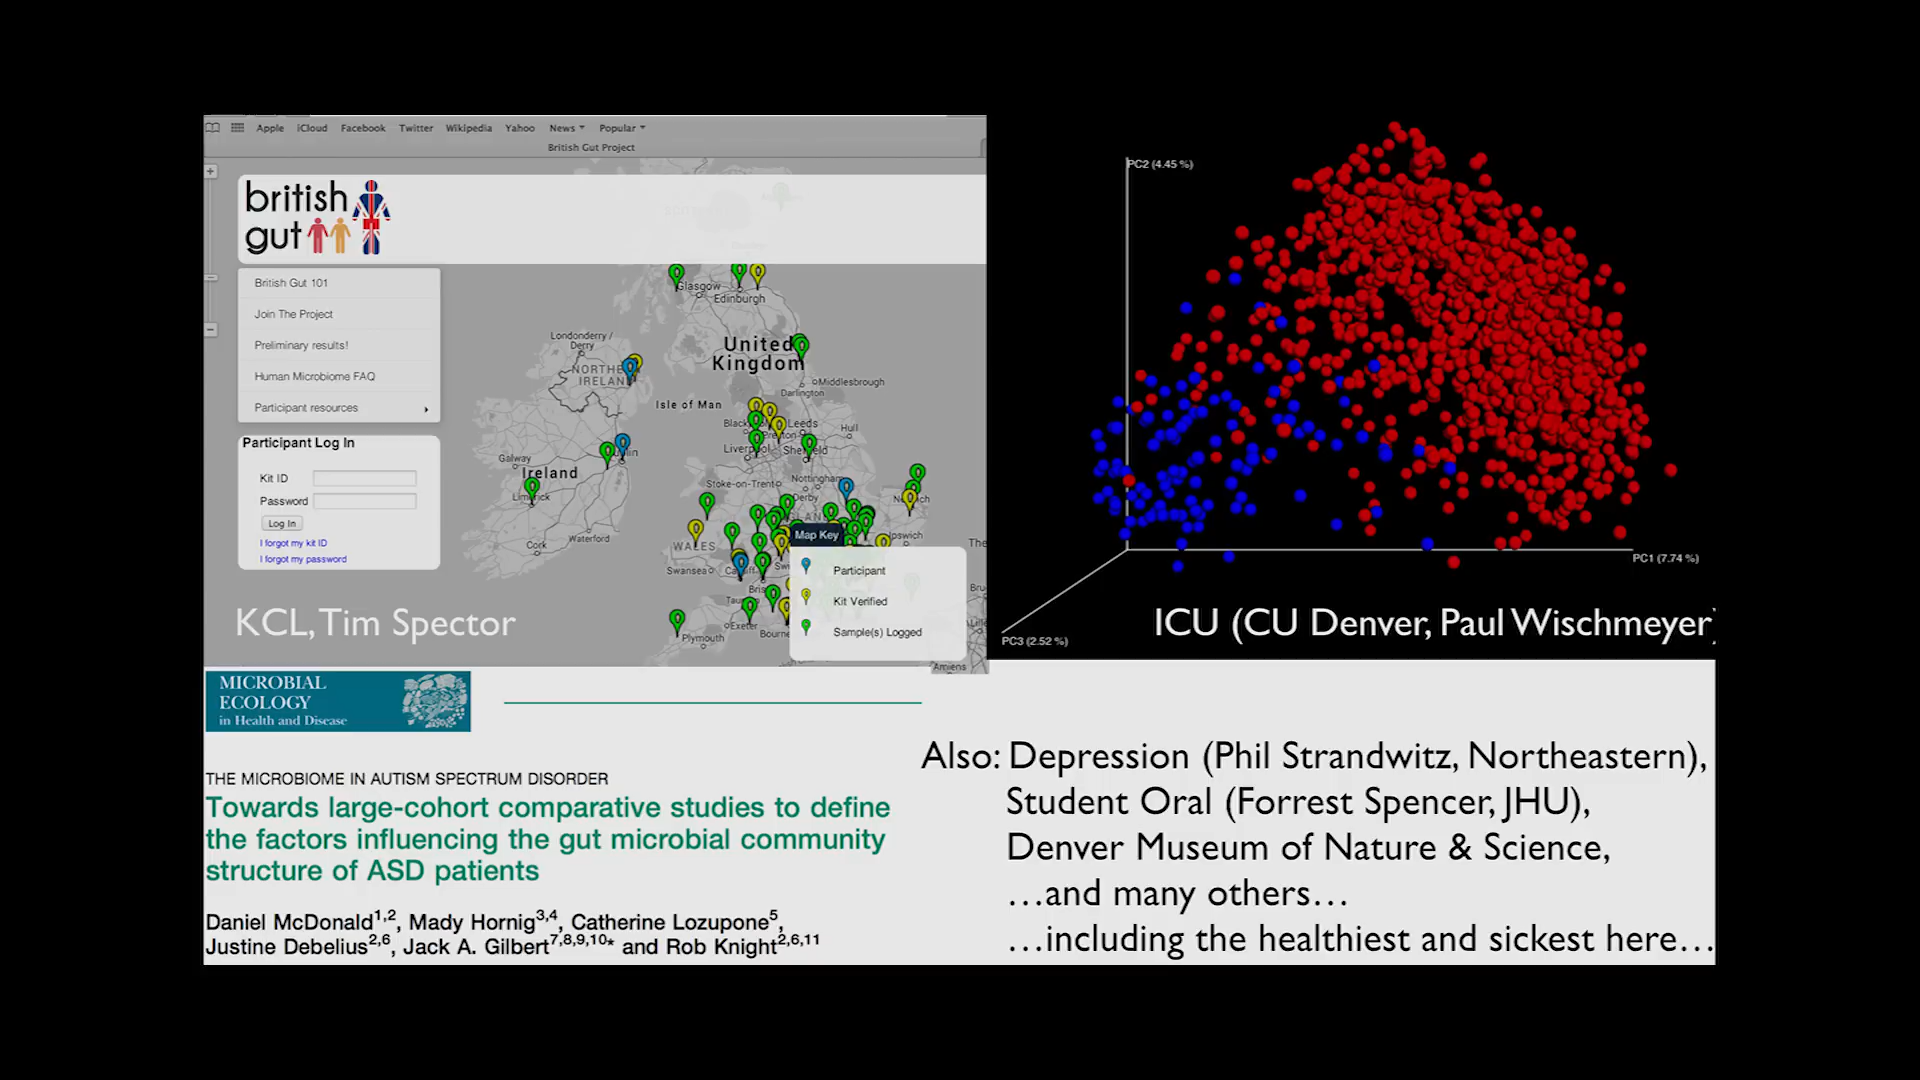 Apple iCloud Facebook Twitter Wikipedia Yahoo News Popular
British Gut Project
british
gut
British Gut 101
Join The Project
Preliminary results!
Human Microbiome FAQ
Participant resources
Participant Log In
Kit ID
Password
Log In
I forgot my kit ID
I forgot my password
Glasgow
Edinburgh
Londonderry /
Derry
United
Kingdom
Middlesbrough
Darlington
Isle of Man
Leeds
Hull
Galway
Ireland
Stoke-on-Trent
Nottingham
Derby
Cork
Waterford
WALES
Swansea
Exeter
Plymouth
Ipswich
The
Amiens
Map Key
Participant
Kit Verified
Sample(s) Logged
KCL, Tim Spector
PC2 (4.45 %)
PC1 (7.74 %)
PC3 (2.52 %)
ICU (CU Denver, Paul Wischmeyer)
MICROBIAL
ECOLOGY
in Health and Disease
THE MICROBIOME IN AUTISM SPECTRUM DISORDER
Towards large-cohort comparative studies to define
the factors influencing the gut microbial community
structure of ASD patients
Daniel McDonald1,2, Mady Hornig3,4, Catherine Lozupone5,
Justine Debelius2,6, Jack A. Gilbert7,8,9,10* and Rob Knight2,6,11
Also: Depression (Phil Strandwitz, Northeastern),
Student Oral (Forrest Spencer, JHU),
Denver Museum of Nature & Science,
…and many others…
…including the healthiest and sickest here…